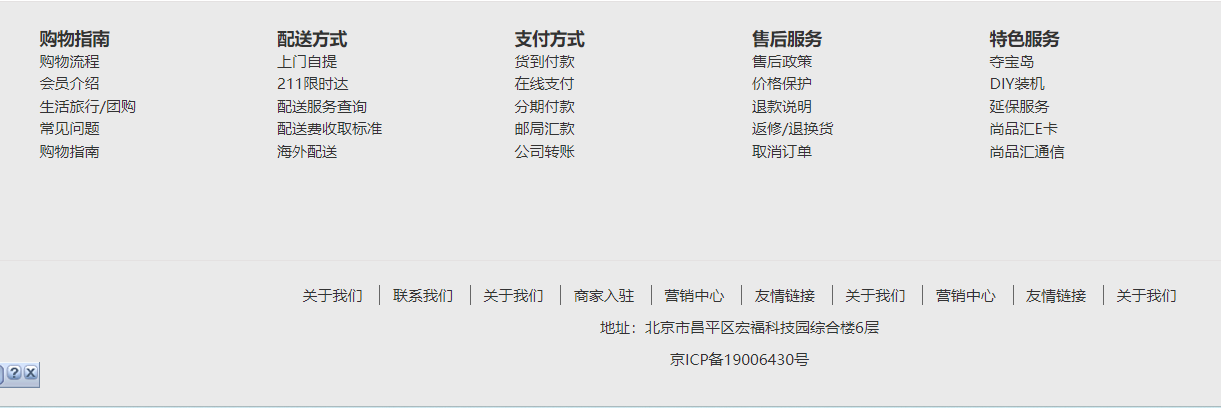 购物指南
购物流程
会员介绍
生活旅行/团购
常见问题
购物指南
配送方式
上门自提
211限时达
配送服务查询
配送费收取标准
海外配送
支付方式
货到付款
在线支付
分期付款
邮局汇款
公司转账
售后服务
售后政策
价格保护
退款说明
返修/退换货
取消订单
特色服务
夺宝岛
DIY装机
延保服务
尚品汇E卡
尚品汇通信
关于我们 联系我们 关于我们 商家入驻 营销中心 友情链接 关于我们 营销中心 友情链接 关于我们
地址：北京市昌平区宏福科技园综合楼6层
京ICP备19006430号